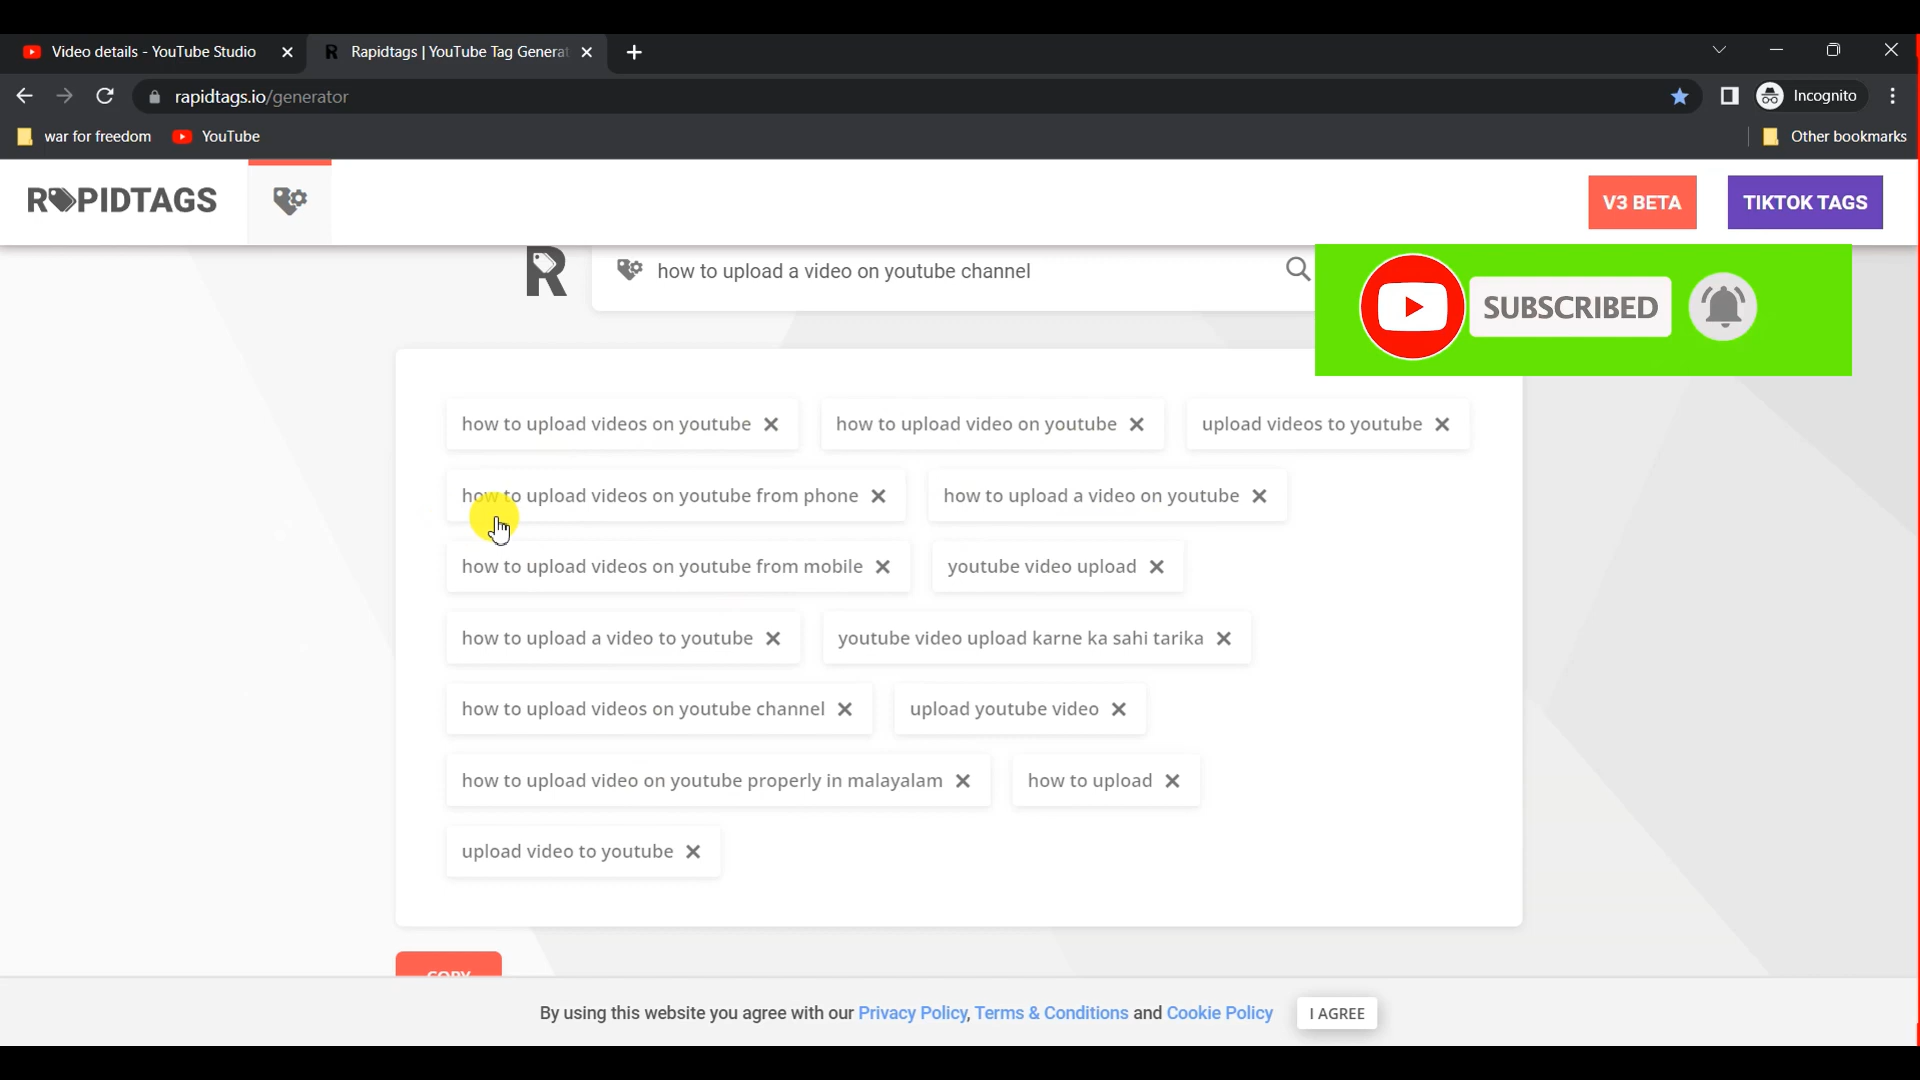 Video details - YouTube Studio
Rapidtags | YouTube Tag Generat
rapidtags.io/generator
Incognito
war for freedom
YouTube
Other bookmarks
RAPIDTAGS
V3 BETA
TIKTOK TAGS
R
how to upload a video on youtube channel
SUBSCRIBED
how to upload videos on youtube
how to upload video on youtube
upload videos to youtube
how to upload videos on youtube from phone
how to upload a video on youtube
how to upload videos on youtube from mobile
youtube video upload
how to upload a video to youtube
youtube video upload karne ka sahi tarika
how to upload videos on youtube channel
upload youtube video
how to upload video on youtube properly in malayalam
how to upload
upload video to youtube
COPY
By using this website you agree with our Privacy Policy, Terms & Conditions and Cookie Policy
I AGREE